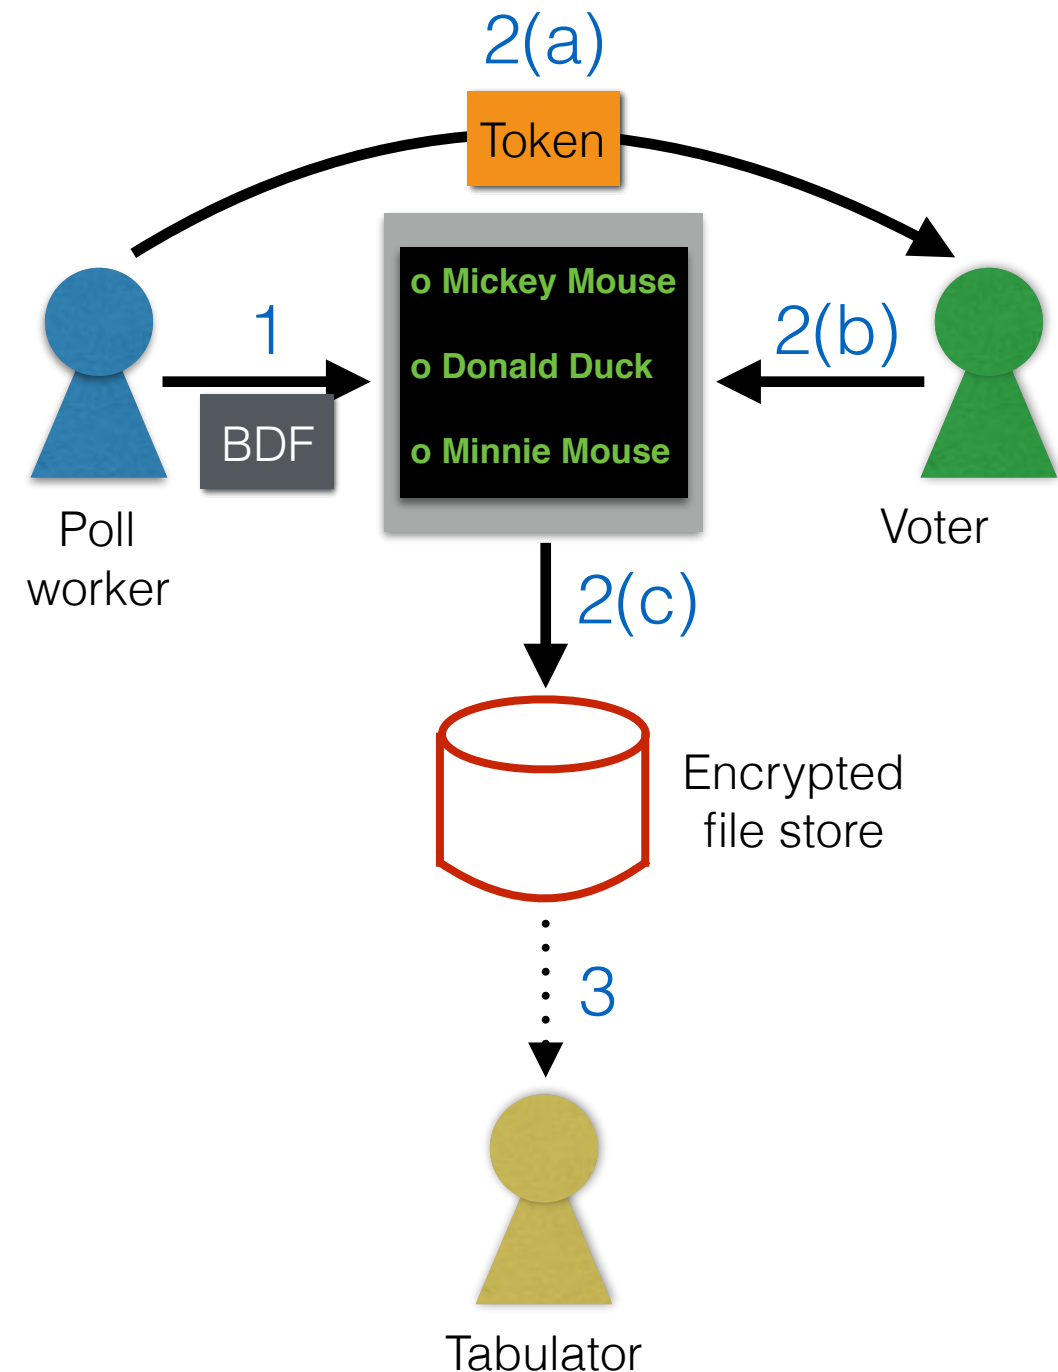 2(a)
Token
o Mickey Mouse
1
2(b)
o Donald Duck
BDF
o Minnie Mouse
Poll
worker
Voter
2(c)
Encrypted
file store
3
Tabulator